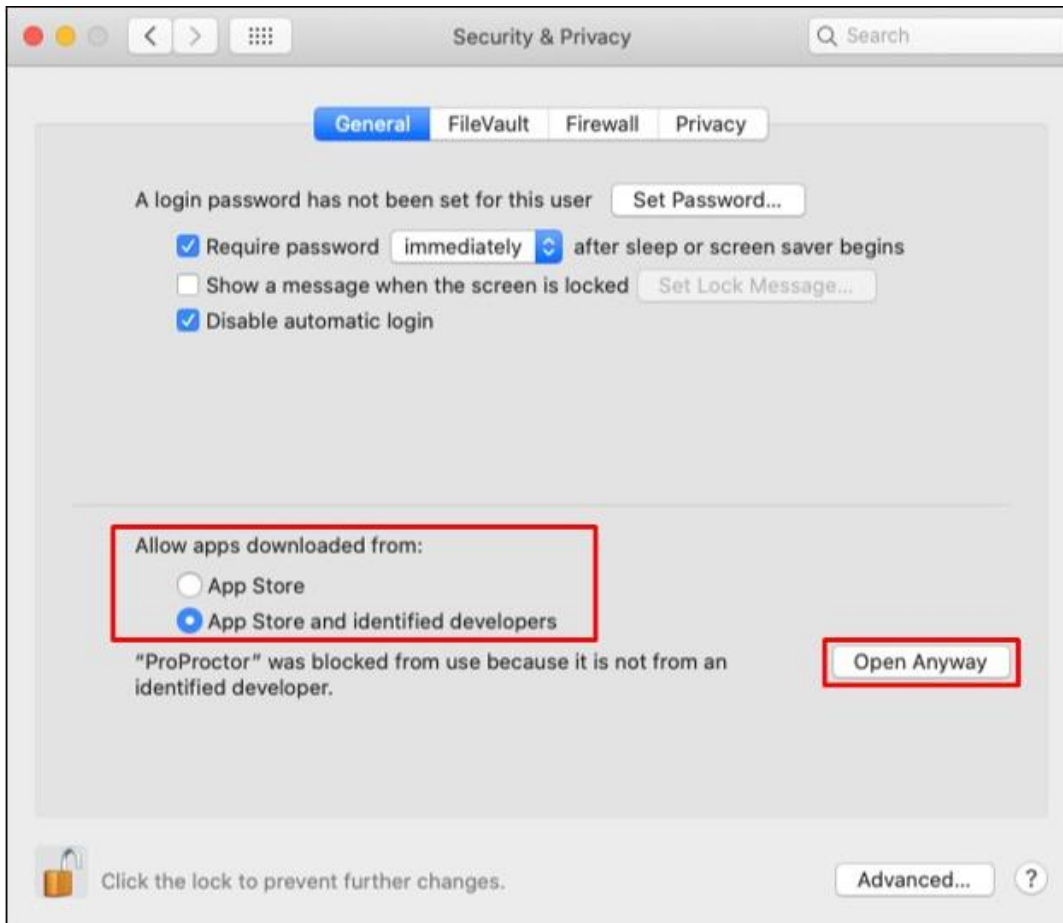 Security & Privacy
Search
General FileVault Firewall Privacy
A login password has not been set for this user Set Password...
Require password immediately after sleep or screen saver begins
Show a message when the screen is locked Set Lock Message...
Disable automatic login
Allow apps downloaded from:
App Store
App Store and identified developers
"ProProctor" was blocked from use because it is not from an
identified developer.
Open Anyway
Click the lock to prevent further changes.
Advanced... ?